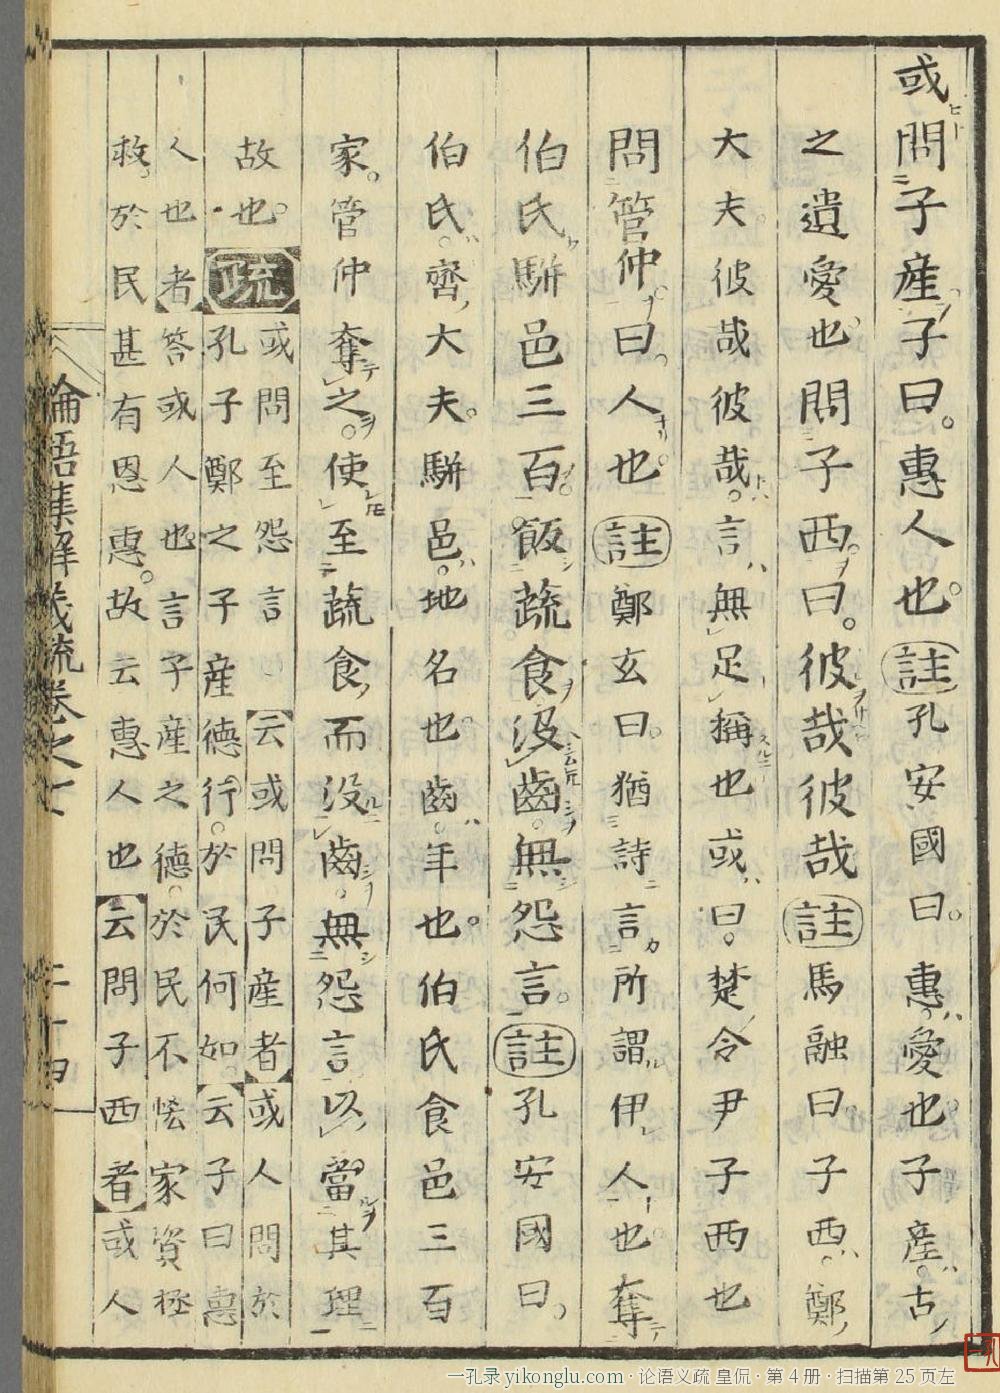 或問子産子曰惠人也註孔安國曰惠愛也子產古
之遺愛也問子西曰彼哉彼哉註馬融曰子西鄭
大夫彼哉彼哉言無足稱也或曰楚令尹子西也
問管仲曰人也註鄭玄曰猶詩言所謂伊人也奪
伯氏駢邑三百飯蔬食沒齒無怨言註孔安國曰
伯氏齊大夫駢邑地名也齒年也伯氏食邑三百
家管仲奪之使至蔬食而沒齒無怨言以當其理
故也疏
或問至怨言 云或問子產者或人問於
孔子鄭之子產德行於民何如云子曰惠
人也者答或人也言子產之德於民不恡家資拯
救於民甚有恩惠故云惠人也云問子西者或人
論語集解義疏卷之七
二十四
一孔录 yikonglu.com · 论语义疏 皇侃 · 第 4 册 · 扫描第 25 页左